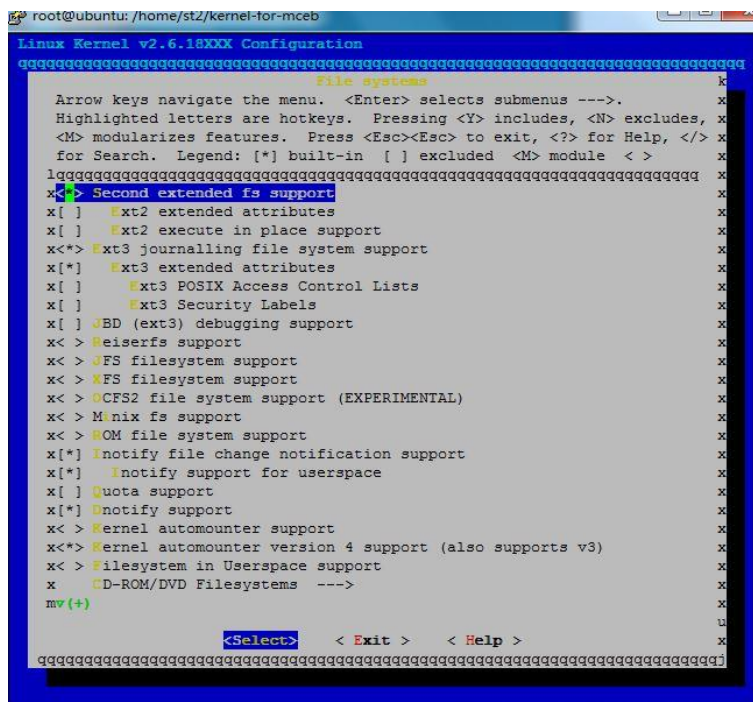 root@ubuntu: /home/st2/kernel-for-mceb
Linux Kernel v2.6.18XXX Configuration
qqqqqqqqqqqqqqqqqqqqqqqqqqqqqqqqqqqqqqqqqqqqqqqqqqqqqqqqqqqqqqqqqqqqqqqqqqqqq
File systems k
Arrow keys navigate the menu. <Enter> selects submenus --->. x
Highlighted letters are hotkeys. Pressing <Y> includes, <N> excludes, x
<M> modularizes features. Press <Esc><Esc> to exit, <?> for Help, </> x
for Search. Legend: [*] built-in [ ] excluded <M> module < > x
lqqqqqqqqqqqqqqqqqqqqqqqqqqqqqqqqqqqqqqqqqqqqqqqqqqqqqqqqqqqqqqqqqqqq x
x<*> Second extended fs support x
x[ ] Ext2 extended attributes x
x[ ] Ext2 execute in place support x
x<*> Ext3 journalling file system support x
x[*] Ext3 extended attributes x
x[ ] Ext3 POSIX Access Control Lists x
x[ ] Ext3 Security Labels x
x[ ] JBD (ext3) debugging support x
x< > Reiserfs support x
x< > JFS filesystem support x
x< > XFS filesystem support x
x< > OCFS2 file system support (EXPERIMENTAL) x
x< > Minix fs support x
x< > ROM file system support x
x[*] Inotify file change notification support x
x[*] Inotify support for userspace x
x[ ] Quota support x
x[*] Dnotify support x
x< > Kernel automounter support x
x<*> Kernel automounter version 4 support (also supports v3) x
x< > Filesystem in Userspace support x
x CD-ROM/DVD Filesystems ---> x
mv(+) x
u
<Select> < Exit > < Help > x
qqqqqqqqqqqqqqqqqqqqqqqqqqqqqqqqqqqqqqqqqqqqqqqqqqqqqqqqqqqqqqqqqqqqqqqqj